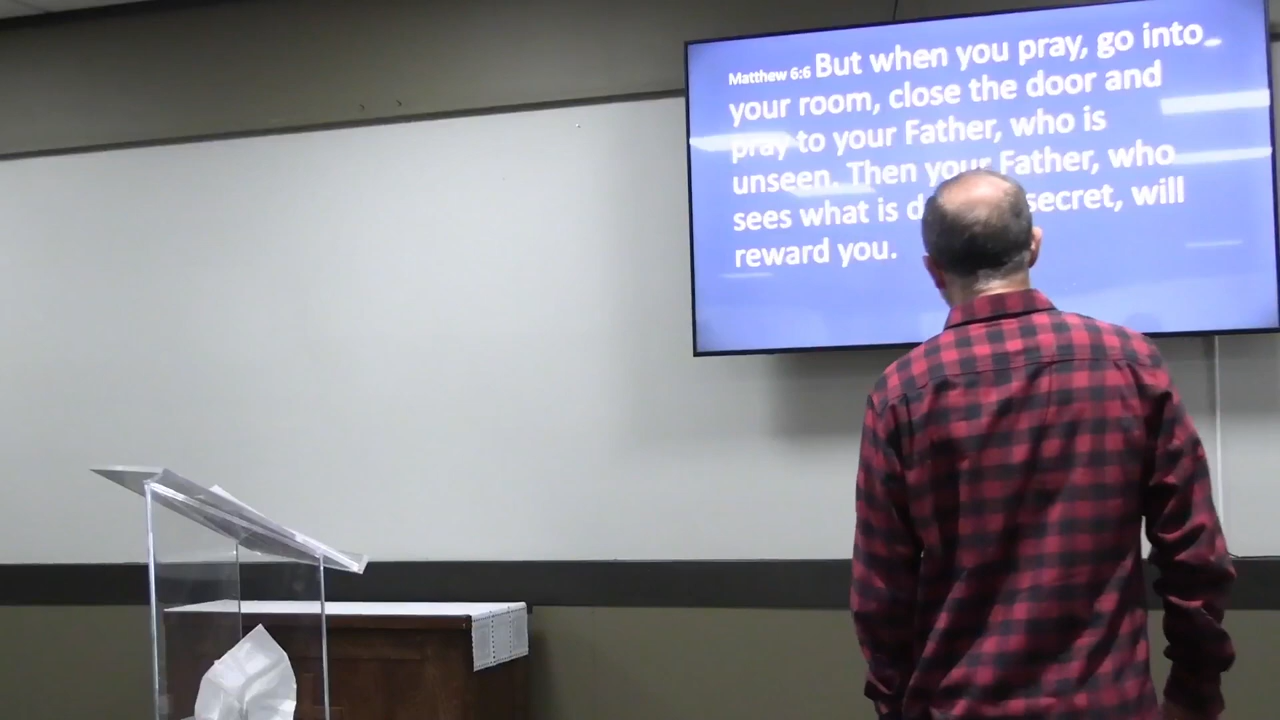 Matthew 6:6 But when you pray, go into
your room, close the door and
pray to your Father, who is
unseen. Then your Father, who
sees what is secret, will
reward you.